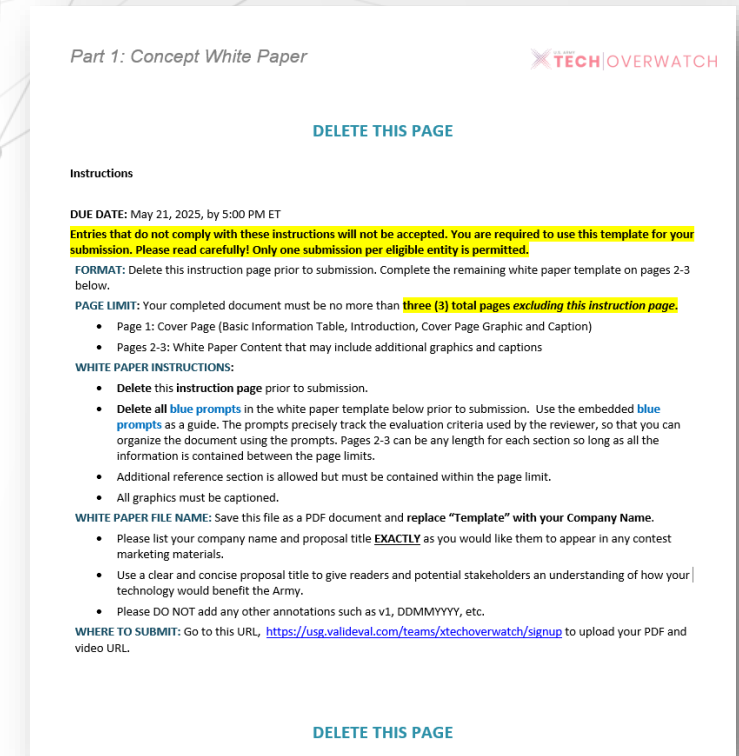 Part 1: Concept White Paper
U.S. ARMY
XTECH|OVERWATCH
DELETE THIS PAGE
Instructions
DUE DATE: May 21, 2025, by 5:00 PM ET
Entries that do not comply with these instructions will not be accepted. You are required to use this template for your
submission. Please read carefully! Only one submission per eligible entity is permitted.
FORMAT: Delete this instruction page prior to submission. Complete the remaining white paper template on pages 2-3
below.
PAGE LIMIT: Your completed document must be no more than three (3) total pages excluding this instruction page.
• Page 1: Cover Page (Basic Information Table, Introduction, Cover Page Graphic and Caption)
• Pages 2-3: White Paper Content that may include additional graphics and captions
WHITE PAPER INSTRUCTIONS:
• Delete this instruction page prior to submission.
• Delete all blue prompts in the white paper template below prior to submission. Use the embedded blue
prompts as a guide. The prompts precisely track the evaluation criteria used by the reviewer, so that you can
organize the document using the prompts. Pages 2-3 can be any length for each section so long as all the
information is contained between the page limits.
• Additional reference section is allowed but must be contained within the page limit.
• All graphics must be captioned.
WHITE PAPER FILE NAME: Save this file as a PDF document and replace “Template” with your Company Name.
• Please list your company name and proposal title EXACTLY as you would like them to appear in any contest
marketing materials.
• Use a clear and concise proposal title to give readers and potential stakeholders an understanding of how your
technology would benefit the Army.
• Please DO NOT add any other annotations such as v1, DDMMYYYY, etc.
WHERE TO SUBMIT: Go to this URL, https://usg.valideval.com/teams/xtechoverwatch/signup to upload your PDF and
video URL.
DELETE THIS PAGE